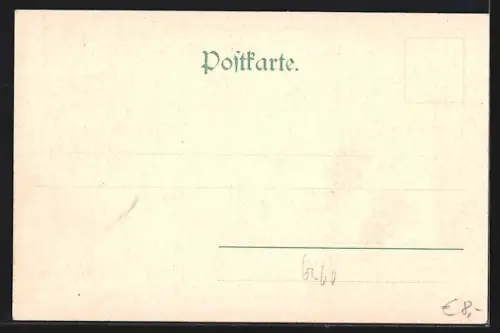 Postkarte.
€ 8,-